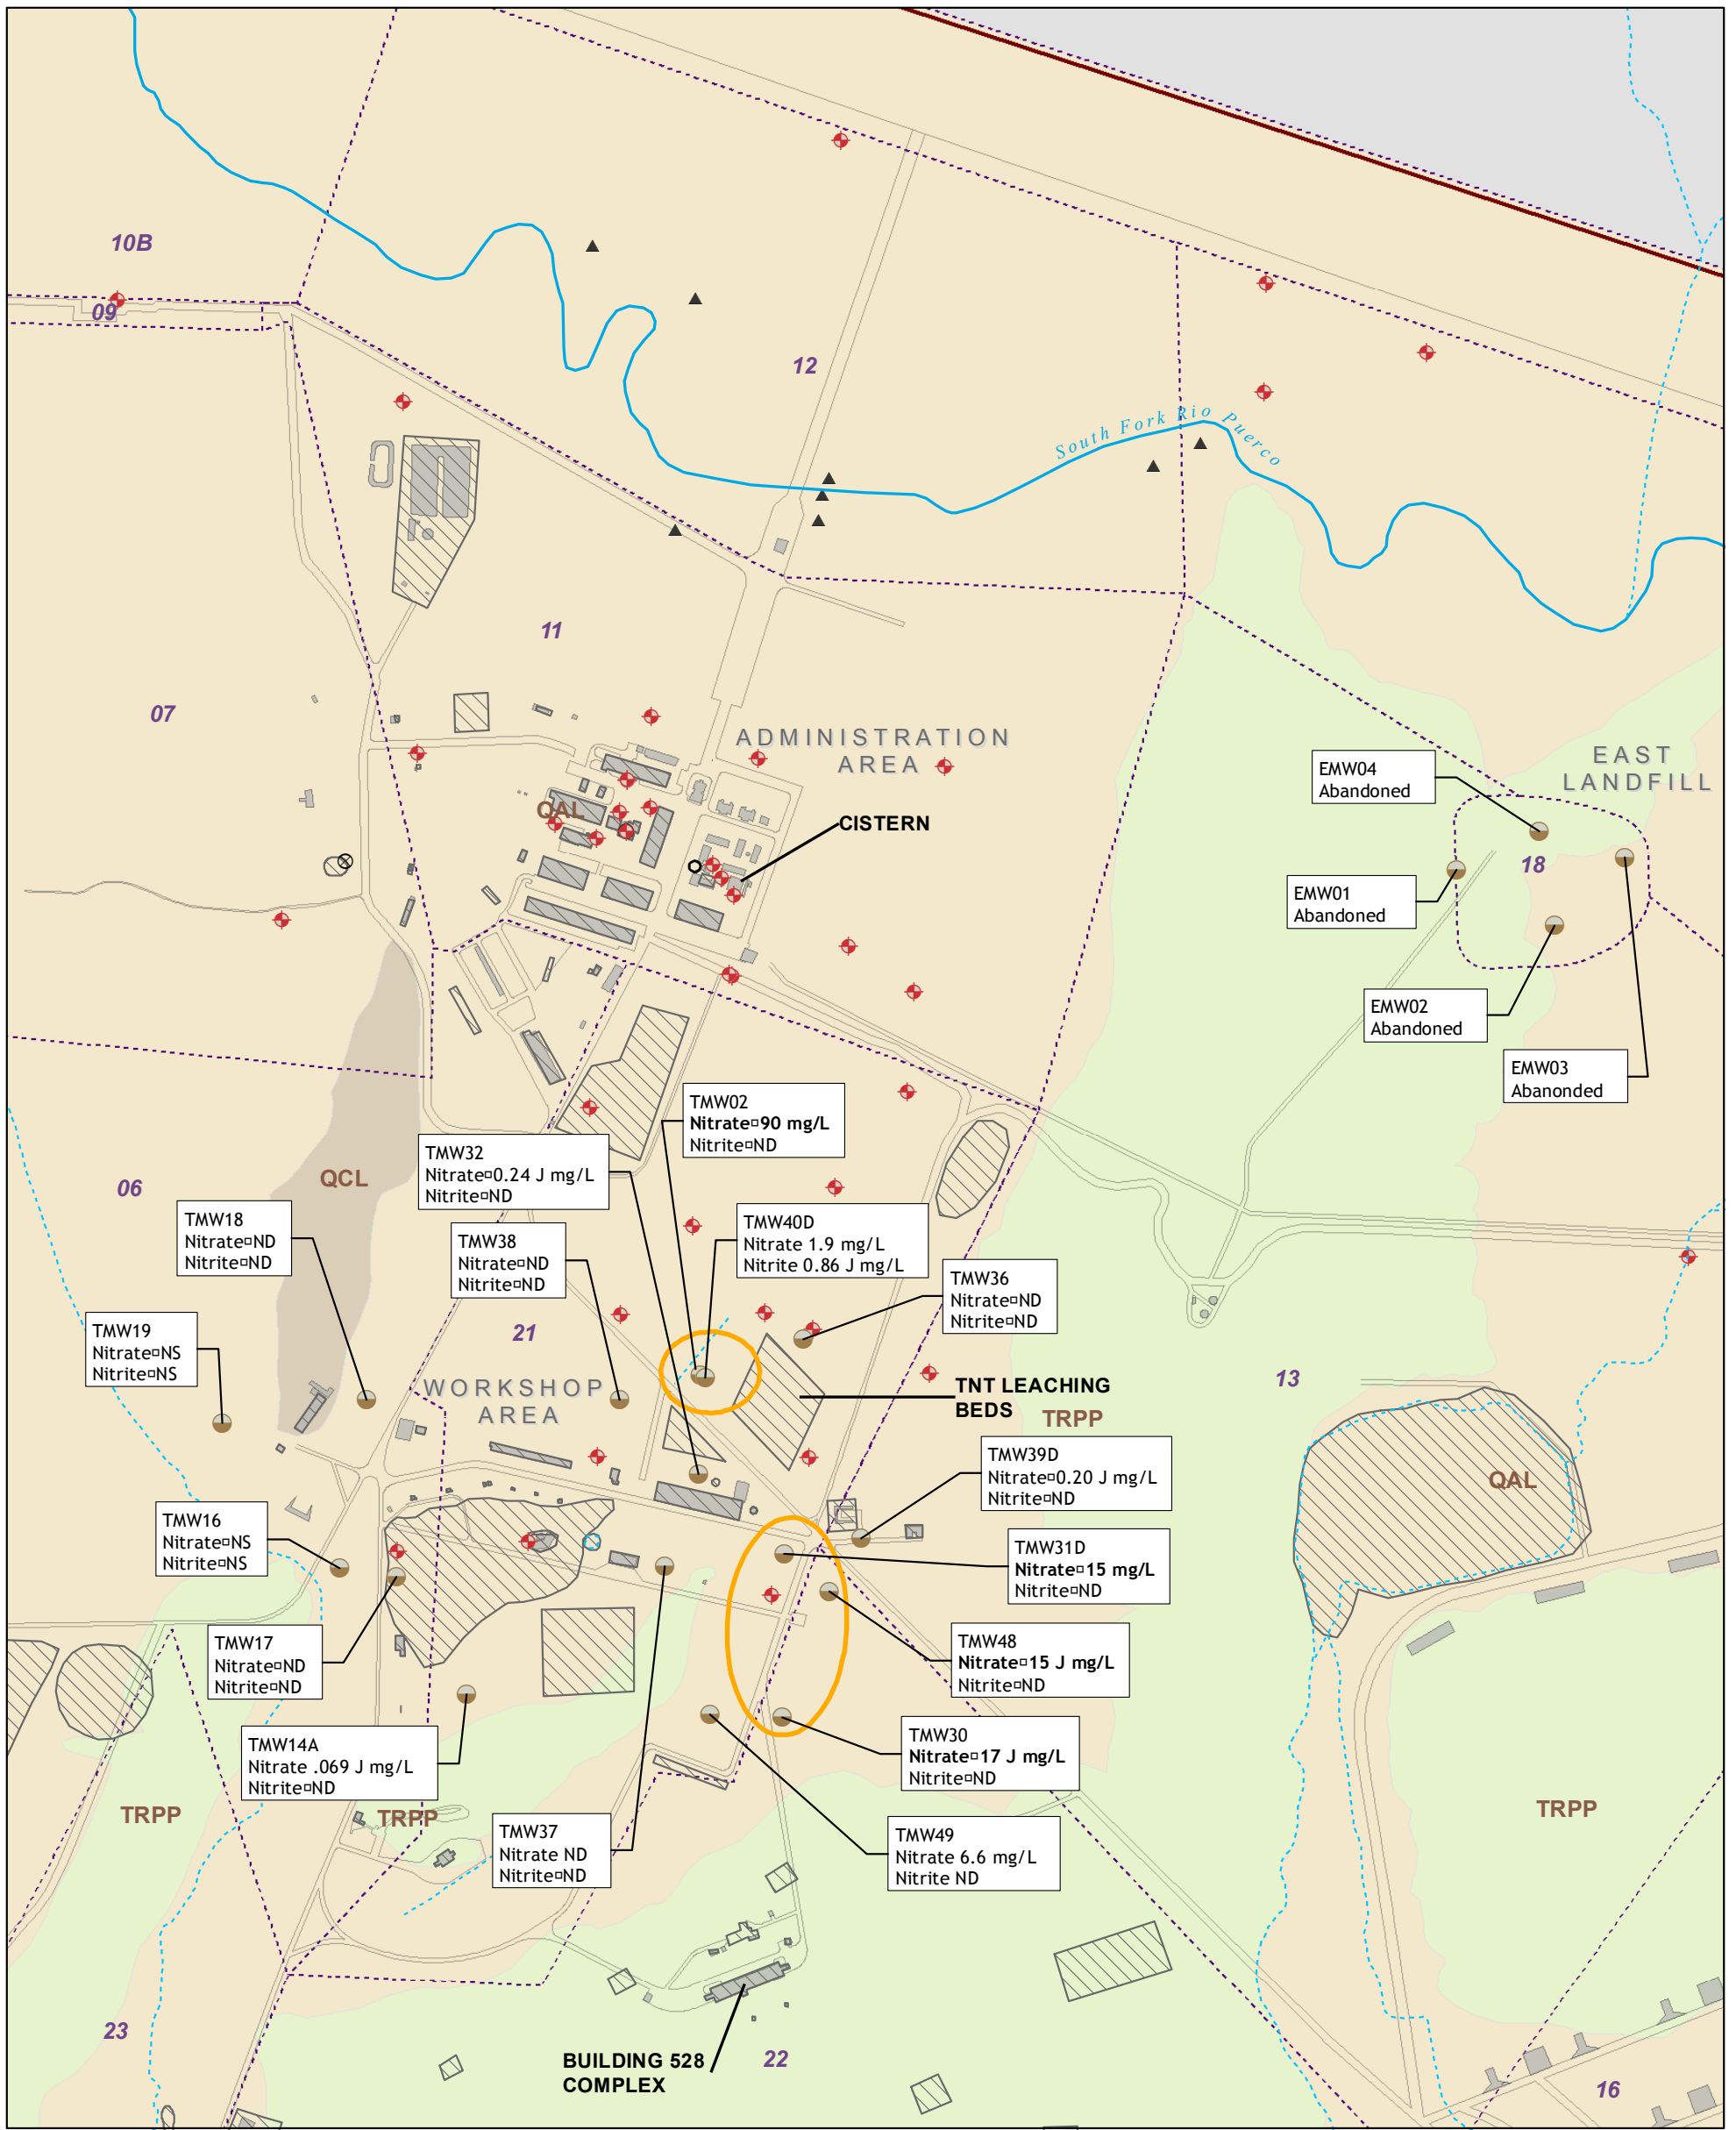 10B
09
12
South Fork Rio Puerco
11
07
ADMINISTRATION
AREA
EAST
LANDFILL
EMW04
Abandoned
QAL
CISTERN
18
EMW01
Abandoned
EMW02
Abandoned
EMW03
Abanonded
TMW02
Nitrate▫90 mg/L
Nitrite▫ND
TMW32
Nitrate▫0.24 J mg/L
Nitrite▫ND
QCL
06
TMW18
Nitrate▫ND
Nitrite▫ND
TMW38
Nitrate▫ND
Nitrite▫ND
TMW40D
Nitrate 1.9 mg/L
Nitrite 0.86 J mg/L
TMW36
Nitrate▫ND
Nitrite▫ND
TMW19
Nitrate▫NS
Nitrite▫NS
21
WORKSHOP
AREA
TNT LEACHING
BEDS
TRPP
13
TMW39D
Nitrate▫0.20 J mg/L
Nitrite▫ND
QAL
TMW16
Nitrate▫NS
Nitrite▫NS
TMW31D
Nitrate▫15 mg/L
Nitrite▫ND
TMW17
Nitrate▫ND
Nitrite▫ND
TMW48
Nitrate▫15 J mg/L
Nitrite▫ND
TMW14A
Nitrate .069 J mg/L
Nitrite▫ND
TMW30
Nitrate▫17 J mg/L
Nitrite▫ND
TRPP
TRPP
TRPP
TMW37
Nitrate ND
Nitrite▫ND
TMW49
Nitrate 6.6 mg/L
Nitrite ND
23
BUILDING 528
COMPLEX
22
16